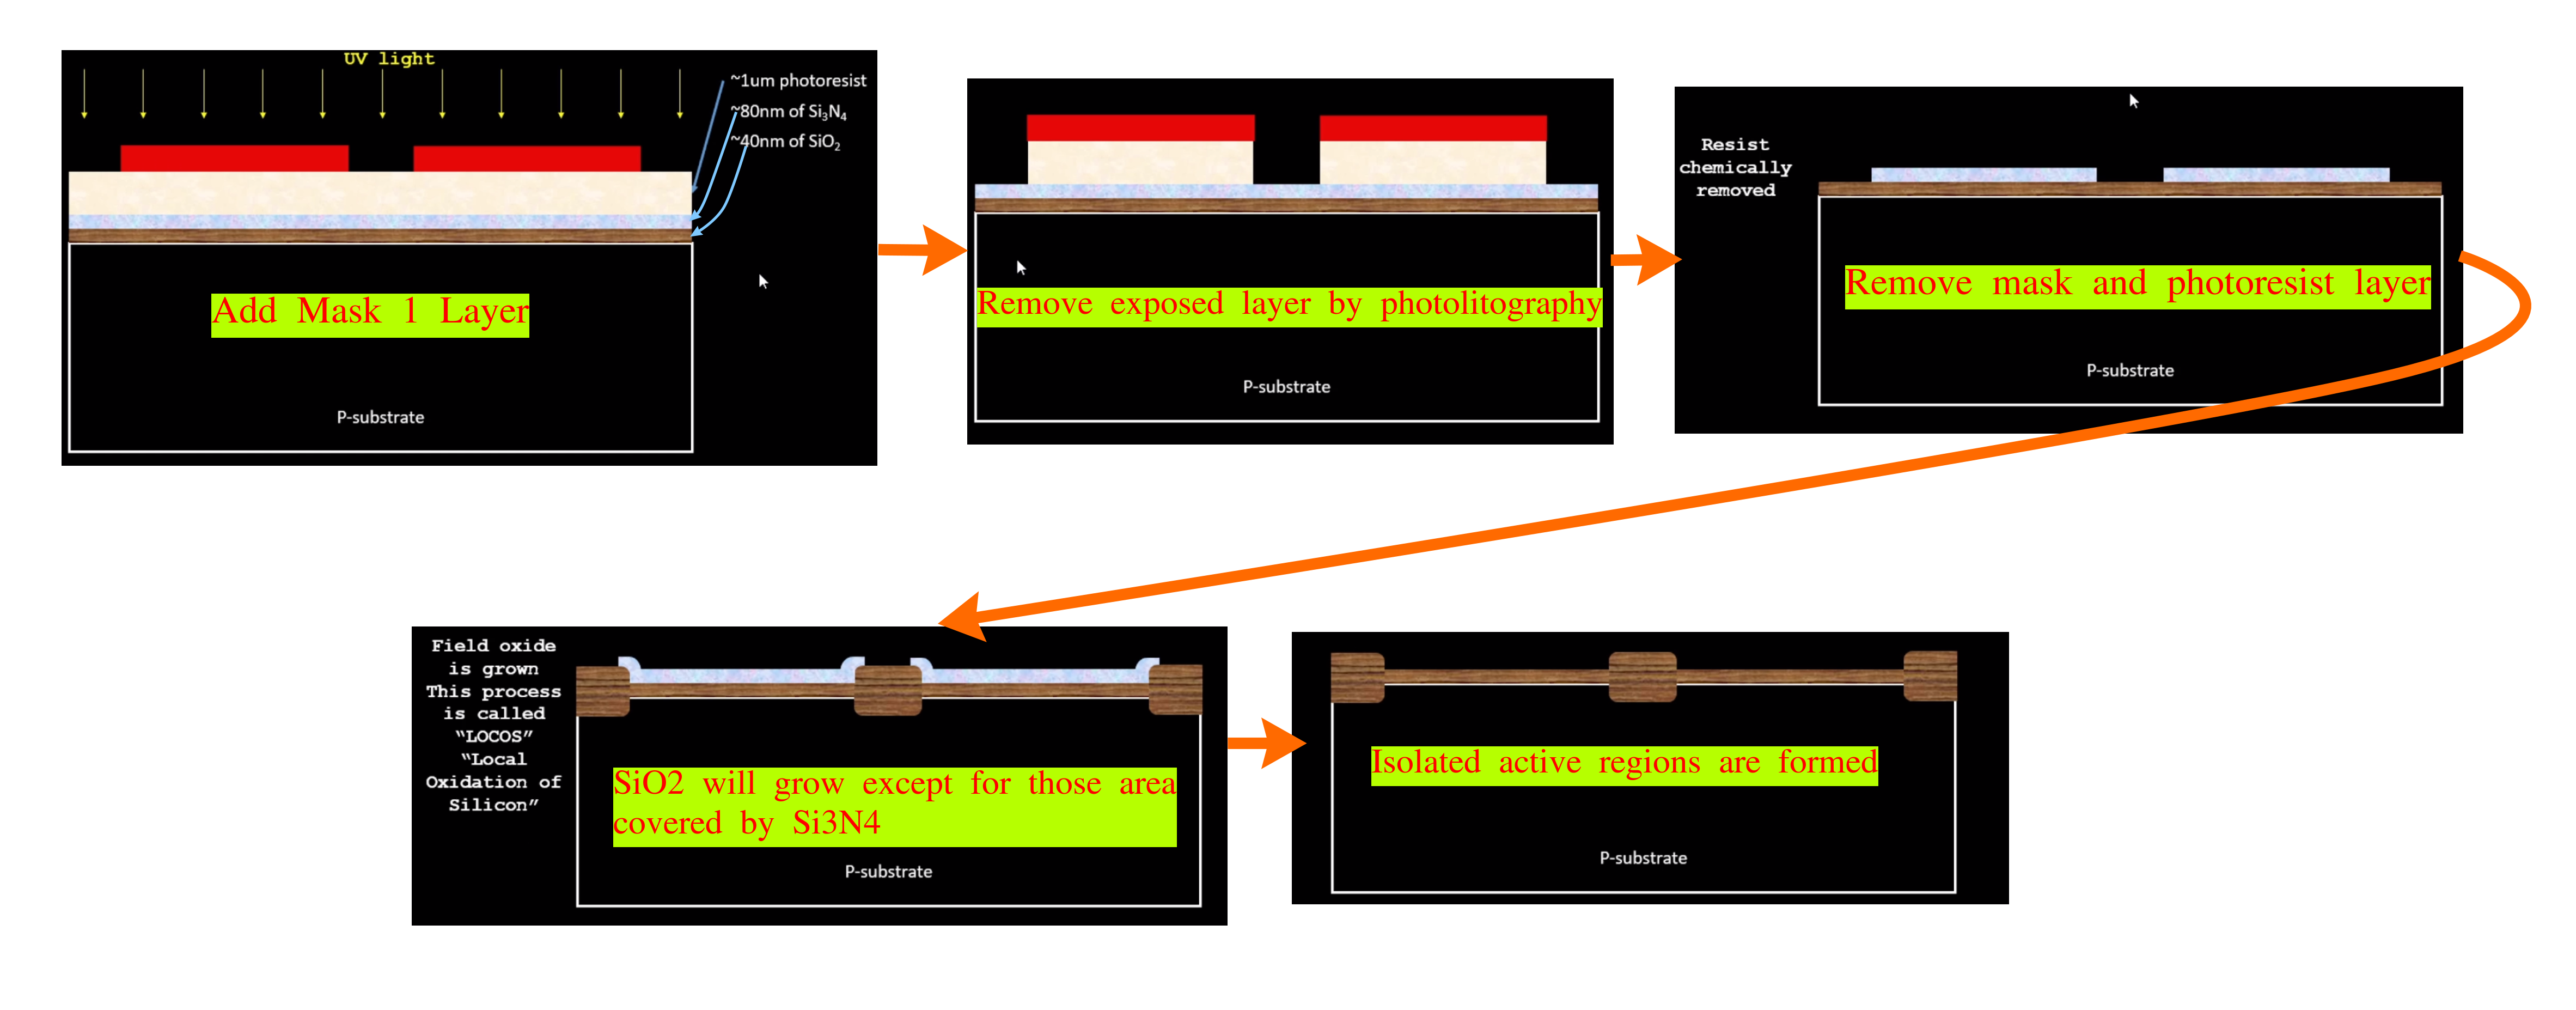 UV light
~1um photoresist
~80nm of Si₃N₄
~40nm of SiO₂
Add Mask 1 Layer
P-substrate
Remove exposed layer by photolitography
P-substrate
Resist
chemically
removed
Remove mask and photoresist layer
P-substrate
Field oxide
is grown
This process
is called
“LOCOS”
“Local
Oxidation of
Silicon”
SiO2 will grow except for those area
covered by Si3N4
P-substrate
Isolated active regions are formed
P-substrate